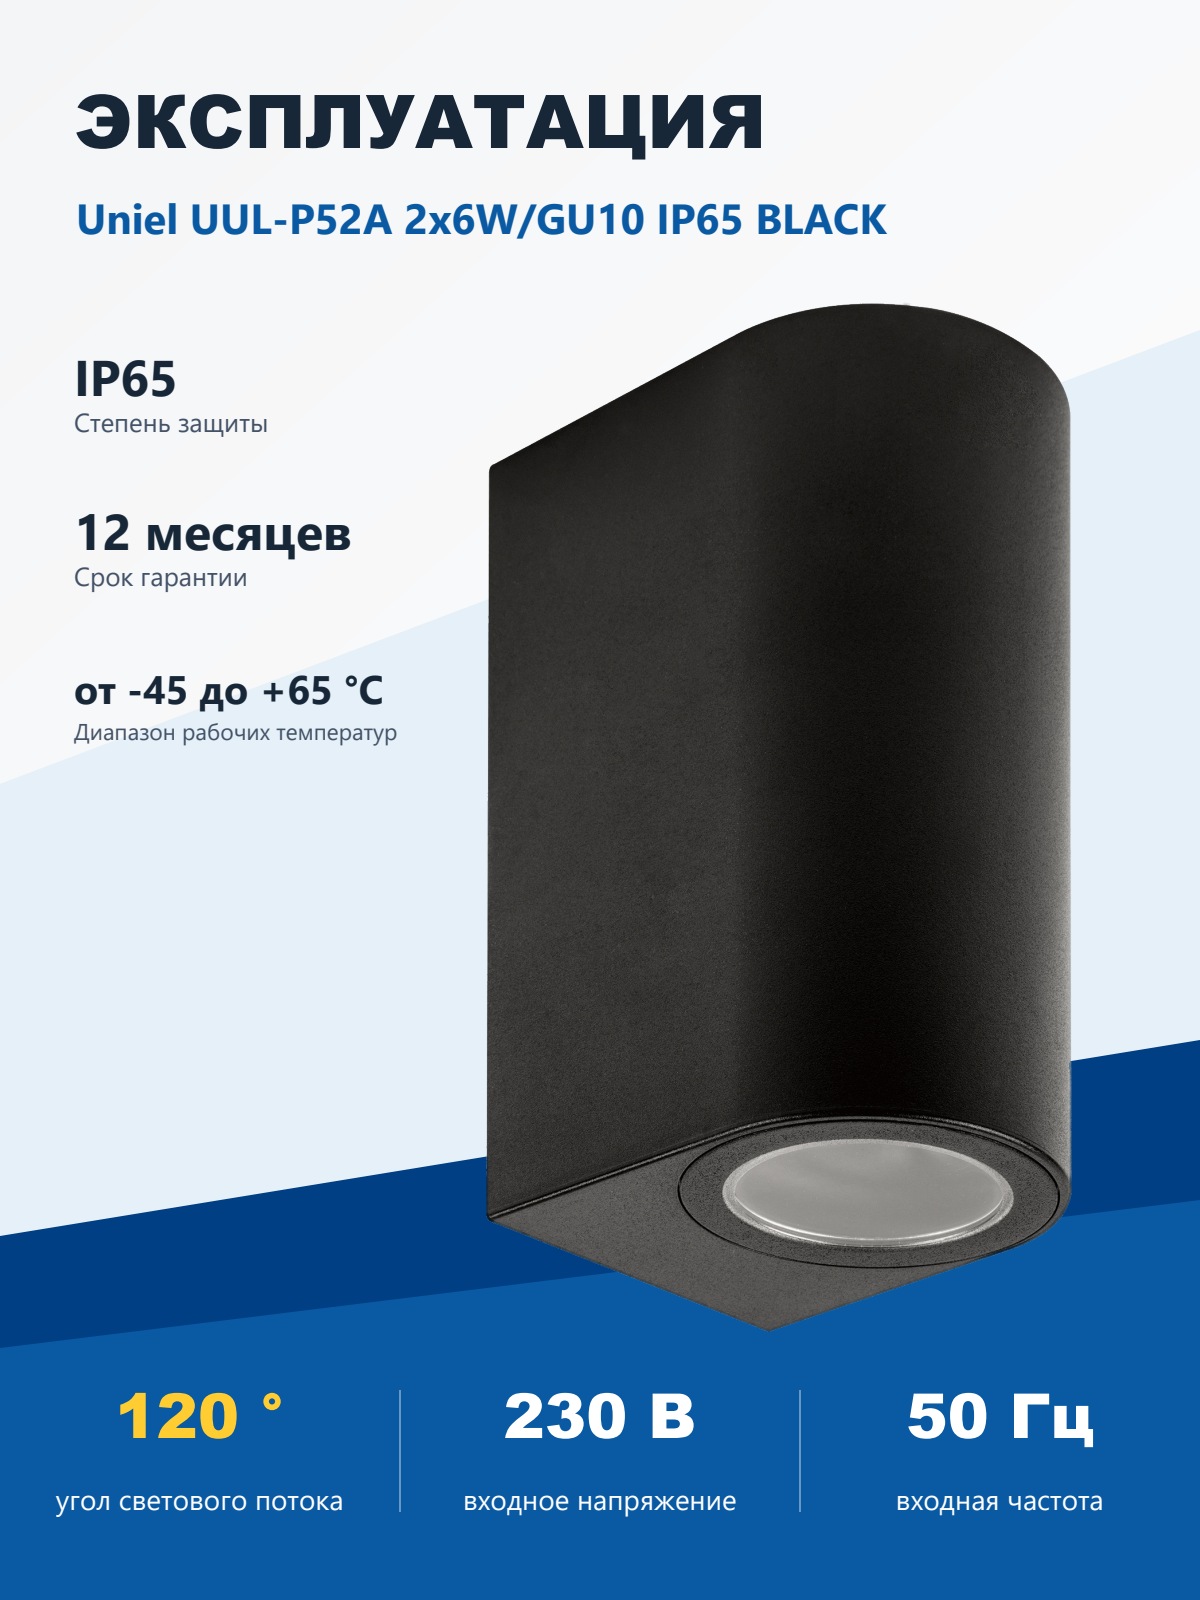 ЭКСПЛУАТАЦИЯ
Uniel UUL-P52A 2x6W/GU10 IP65 BLACK
IP65
Степень защиты
12 месяцев
Срок гарантии
от -45 до +65 °C
Диапазон рабочих температур
120 °
угол светового потока
230 В
входное напряжение
50 Гц
входная частота